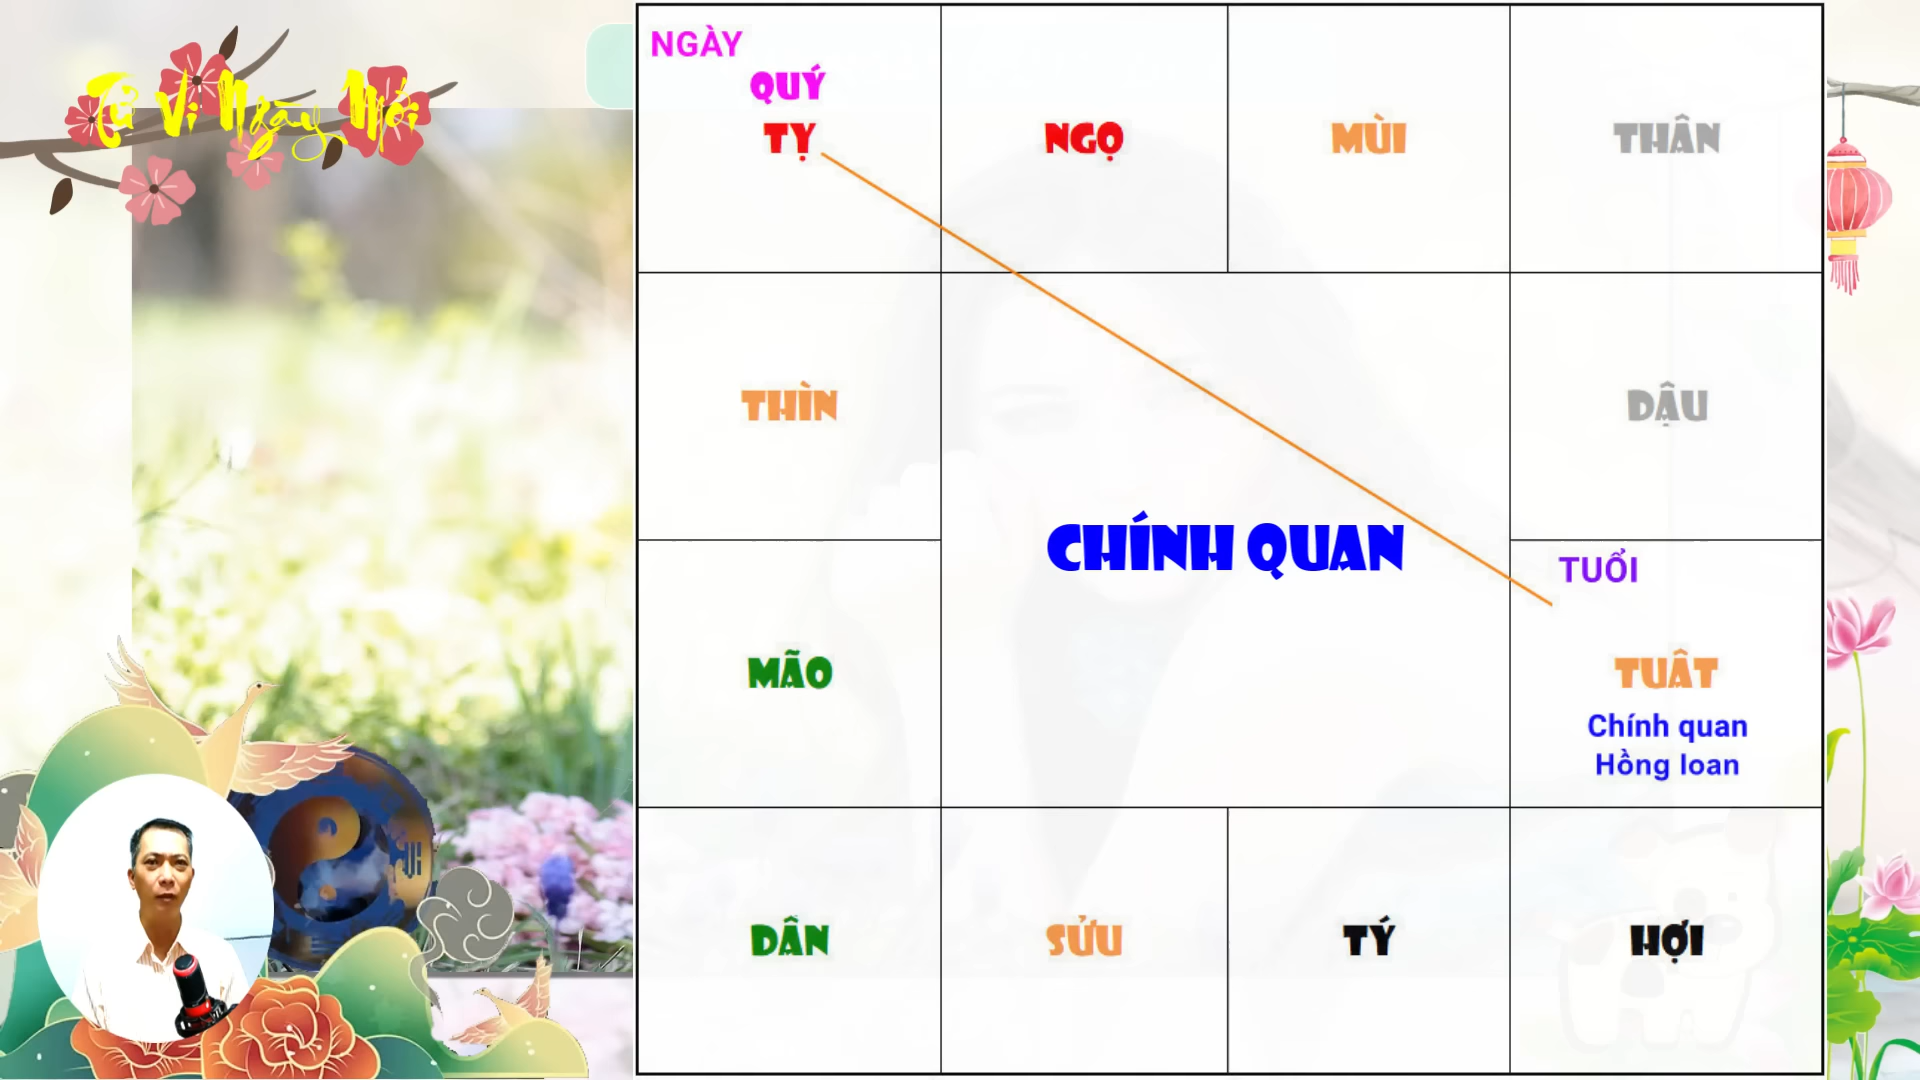 Tử Vi Ngày Mới
NGÀY
QUÝ
TỴ
NGỌ
MÙI
THÂN
THÌN
DẬU
CHÍNH QUAN
MÃO
TUỔI
TUẤT
Chính quan
Hồng loan
DẦN
SỬU
TÝ
HỢI